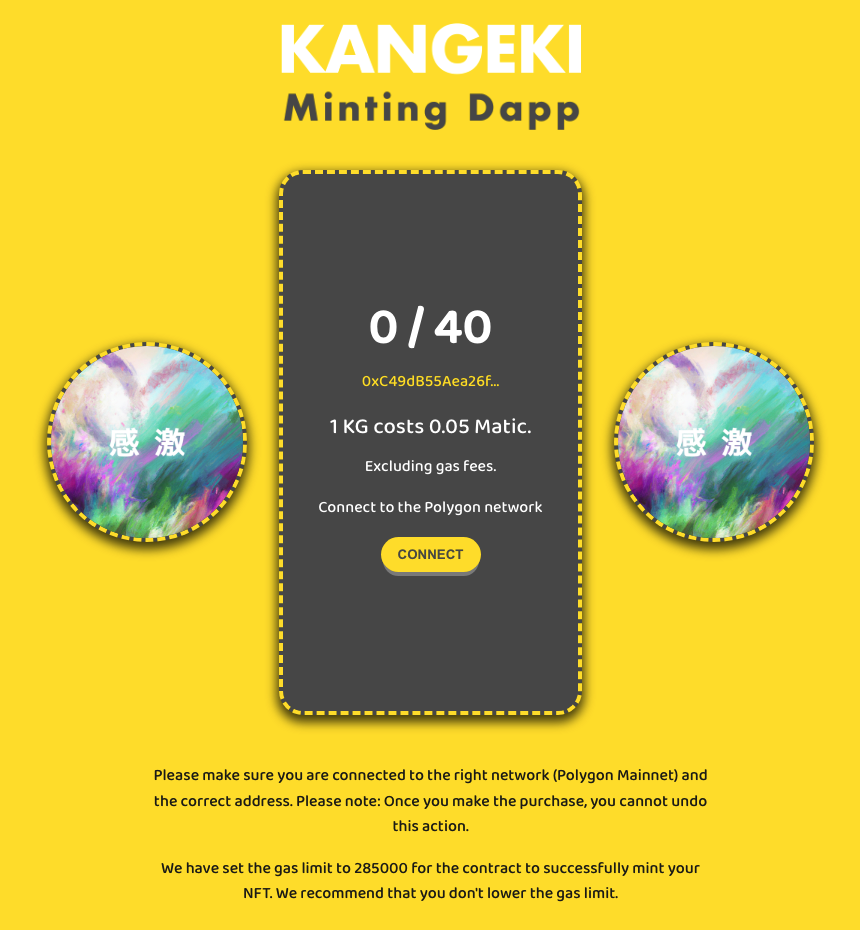 KANGEKI
Minting Dapp
0 / 40
0xC49dB55Aea26f...
1 KG costs 0.05 Matic.
Excluding gas fees.
感 激
感 激
Connect to the Polygon network
CONNECT
Please make sure you are connected to the right network (Polygon Mainnet) and
the correct address. Please note: Once you make the purchase, you cannot undo
this action.
We have set the gas limit to 285000 for the contract to successfully mint your
NFT. We recommend that you don't lower the gas limit.